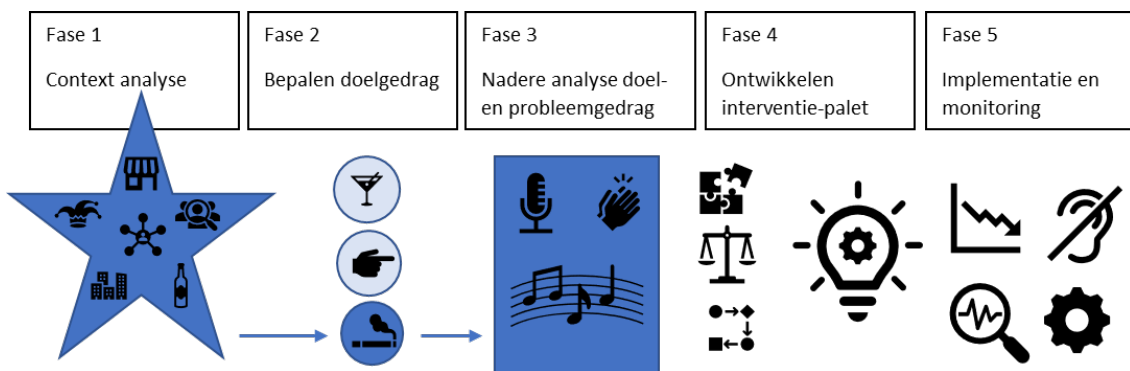 Fase 1
Context analyse
Fase 2
Bepalen doelgedrag
Fase 3
Nadere analyse doel-
en probleemgedrag
Fase 4
Ontwikkelen
interventie-palet
Fase 5
Implementatie en
monitoring